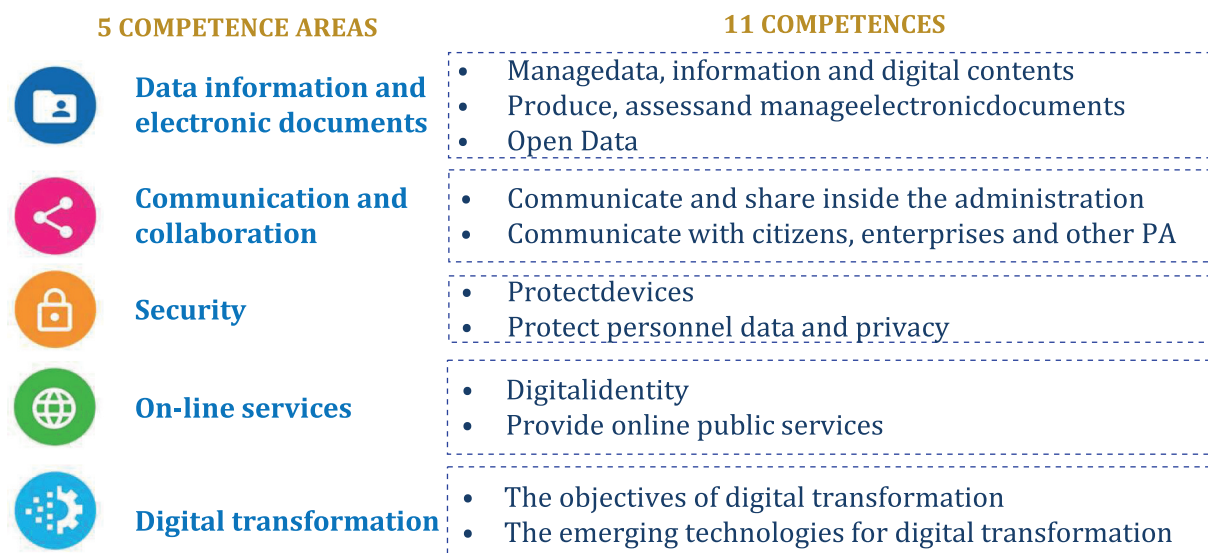 5 COMPETENCE AREAS
11 COMPETENCES
Data information and
electronic documents
• Managedata, information and digital contents
• Produce, assessand manageelectronicdocuments
• Open Data
Communication and
collaboration
• Communicate and share inside the administration
• Communicate with citizens, enterprises and other PA
Security
• Protectdevices
• Protect personnel data and privacy
On-line services
• Digitalidentity
• Provide online public services
Digital transformation
• The objectives of digital transformation
• The emerging technologies for digital transformation